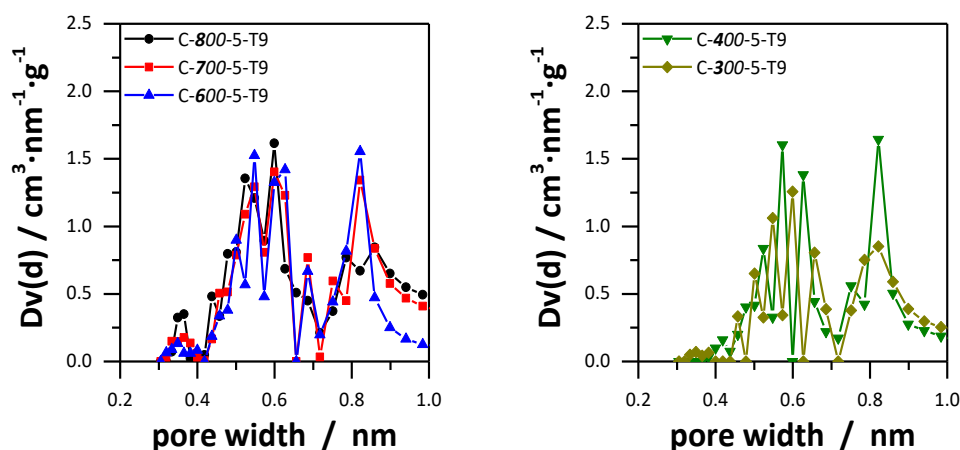 2.5
2.0
1.5
1.0
0.5
0.0
Dv(d) / cm³·nm⁻¹·g⁻¹
C-800-5-T9
C-700-5-T9
C-600-5-T9
0.2 0.4 0.6 0.8 1.0
pore width / nm
2.5
2.0
1.5
1.0
0.5
0.0
Dv(d) / cm³·nm⁻¹·g⁻¹
C-400-5-T9
C-300-5-T9
0.2 0.4 0.6 0.8 1.0
pore width / nm